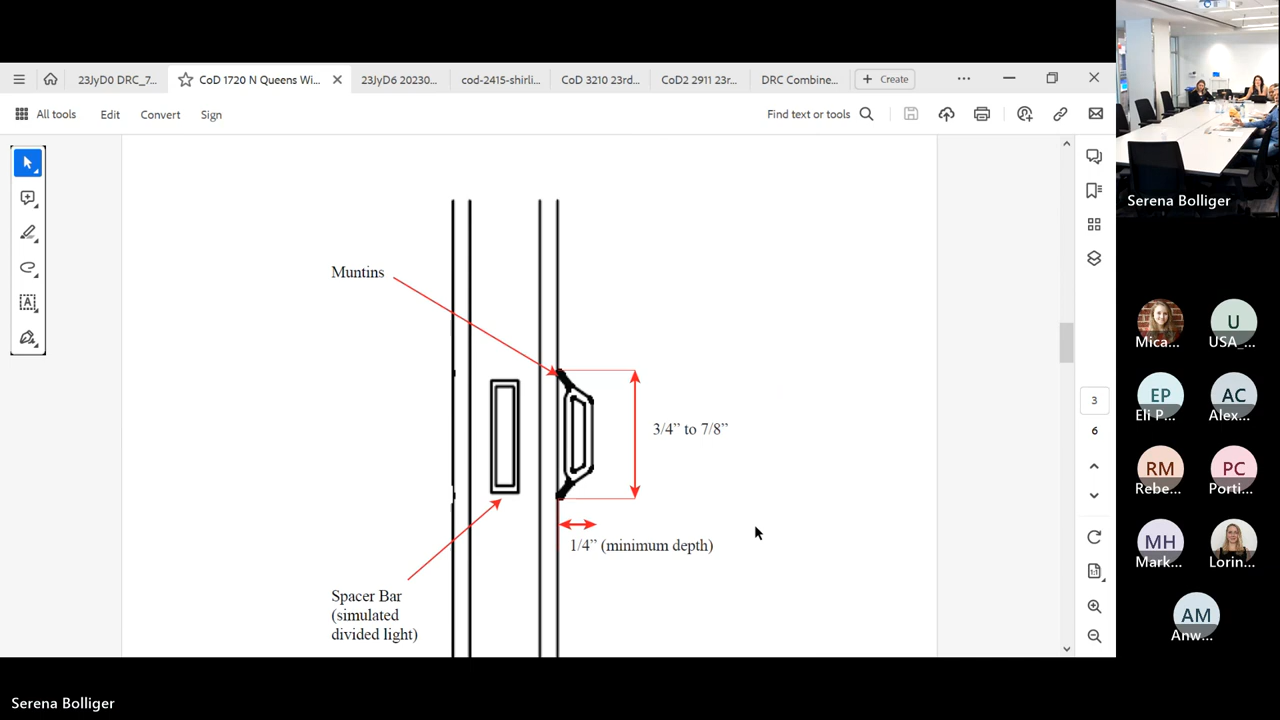 23JyD0 DRC_7...
CoD 1720 N Queens Wi...
23JyD6 202030...
cod-2415-shirli...
CoD 3210 23rd...
CoD2 2911 23r...
DRC Combine...
Create
All tools
Edit
Convert
Sign
Find text or tools
Muntins
3/4” to 7/8”
1/4” (minimum depth)
Spacer Bar
(simulated
divided light)
3
6
Serena Bolliger
Mica...
U
USA_...
EP
Eli P...
AC
Alex...
RM
Rebe...
PC
Porti...
MH
Mark...
Lorin...
AM
Anw...
Serena Bolliger